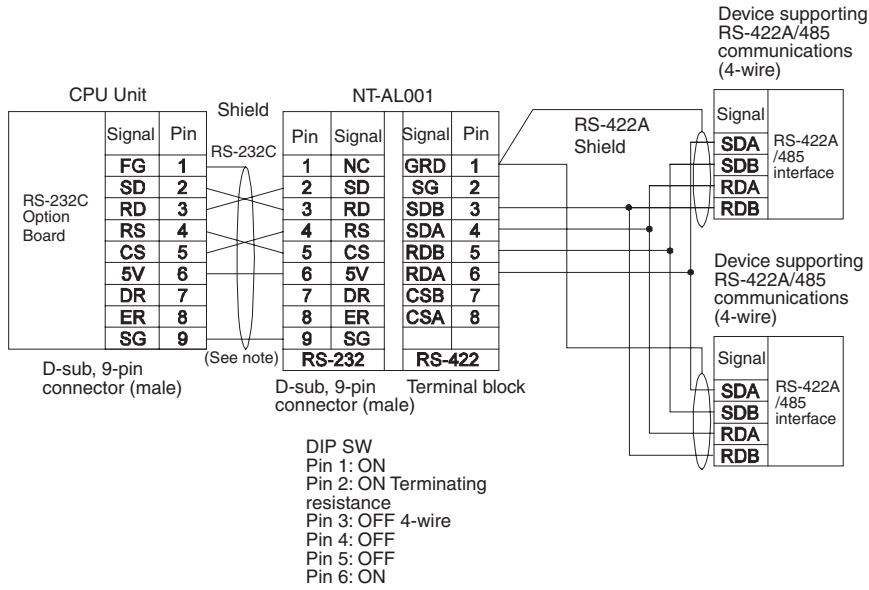 Device supporting
RS-422A/485
communications
(4-wire)
CPU Unit
Shield
RS-232C
NT-AL001
RS-422A
Shield
Signal Pin
FG 1
SD 2
RD 3
RS 4
CS 5
5V 6
DR 7
ER 8
SG 9
RS-232C
Option
Board
(See note)
D-sub, 9-pin
connector (male)
Pin Signal Signal Pin
1 NC GRD 1
2 SD SG 2
3 RD SDB 3
4 RS SDA 4
5 CS RDB 5
6 5V RDA 6
7 DR CSB 7
8 ER CSA 8
9 SG
RS-232 RS-422
D-sub, 9-pin
connector (male)
Terminal block
Signal
SDA
SDB
RDA
RDB
RS-422A
/485
interface
Device supporting
RS-422A/485
communications
(4-wire)
Signal
SDA
SDB
RDA
RDB
RS-422A
/485
interface
DIP SW
Pin 1: ON
Pin 2: ON Terminating
resistance
Pin 3: OFF 4-wire
Pin 4: OFF
Pin 5: OFF
Pin 6: ON